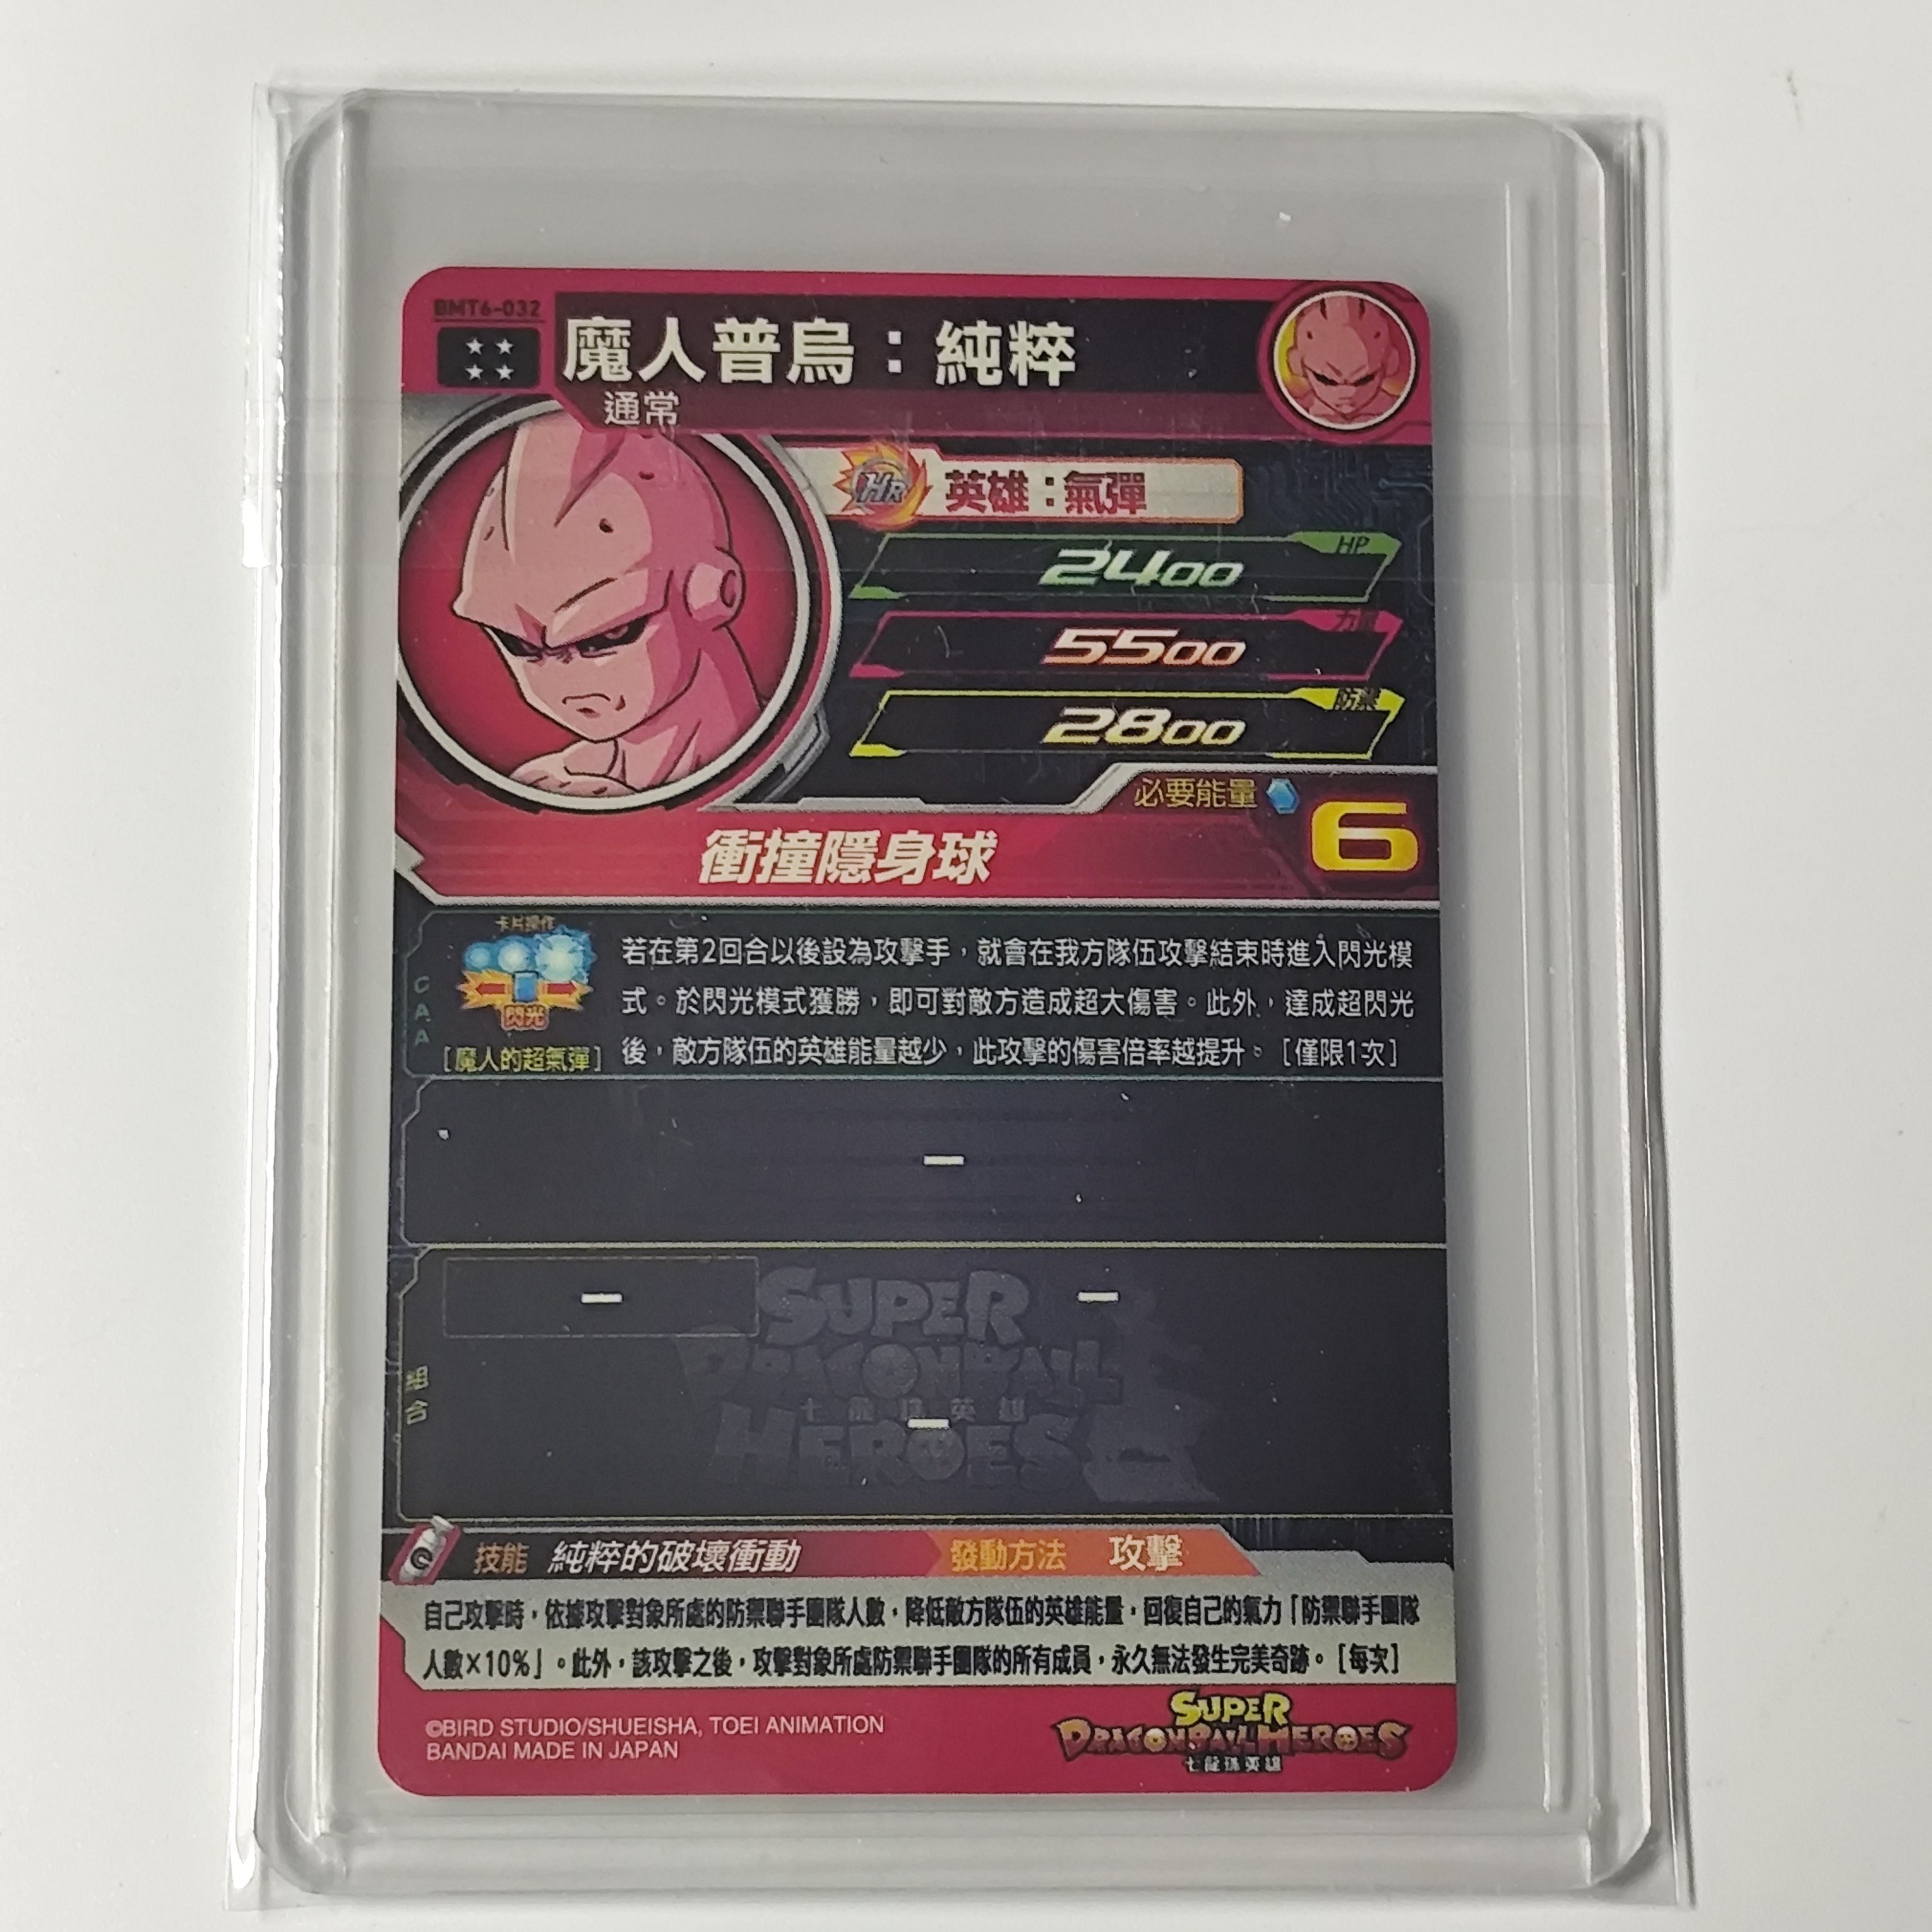 BMT6-032
魔人普烏：純粹
通常
HR
英雄：氣彈
HP
2400
力量
5500
防禦
2800
必要能量
6
衝撞隱身球
CAA
卡片操作
閃光
[魔人的超氣彈]
若在第2回合以後設為攻擊手，就會在我方隊伍攻擊結束時進入閃光模
式。於閃光模式獲勝，即可對敵方造成超大傷害。此外，達成超閃光
後，敵方隊伍的英雄能量越少，此攻擊的傷害倍率越提升。[僅限1次]
-
- -
組合
-
SUPER
DRAGONBALL
七龍珠英雄
HEROES
C
技能 純粹的破壞衝動 發動方法 攻擊
自己攻擊時，依據攻擊對象所處的防禦聯手團隊人數，降低敵方隊伍的英雄能量，回復自己的氣力「防禦聯手團隊
人數×10%」。此外，該攻擊之後，攻擊對象所處防禦聯手團隊的所有成員，永久無法發生完美奇跡。[每次]
©BIRD STUDIO/SHUEISHA, TOEI ANIMATION
BANDAI MADE IN JAPAN
SUPER
DRAGONBALL HEROES
七龍珠英雄